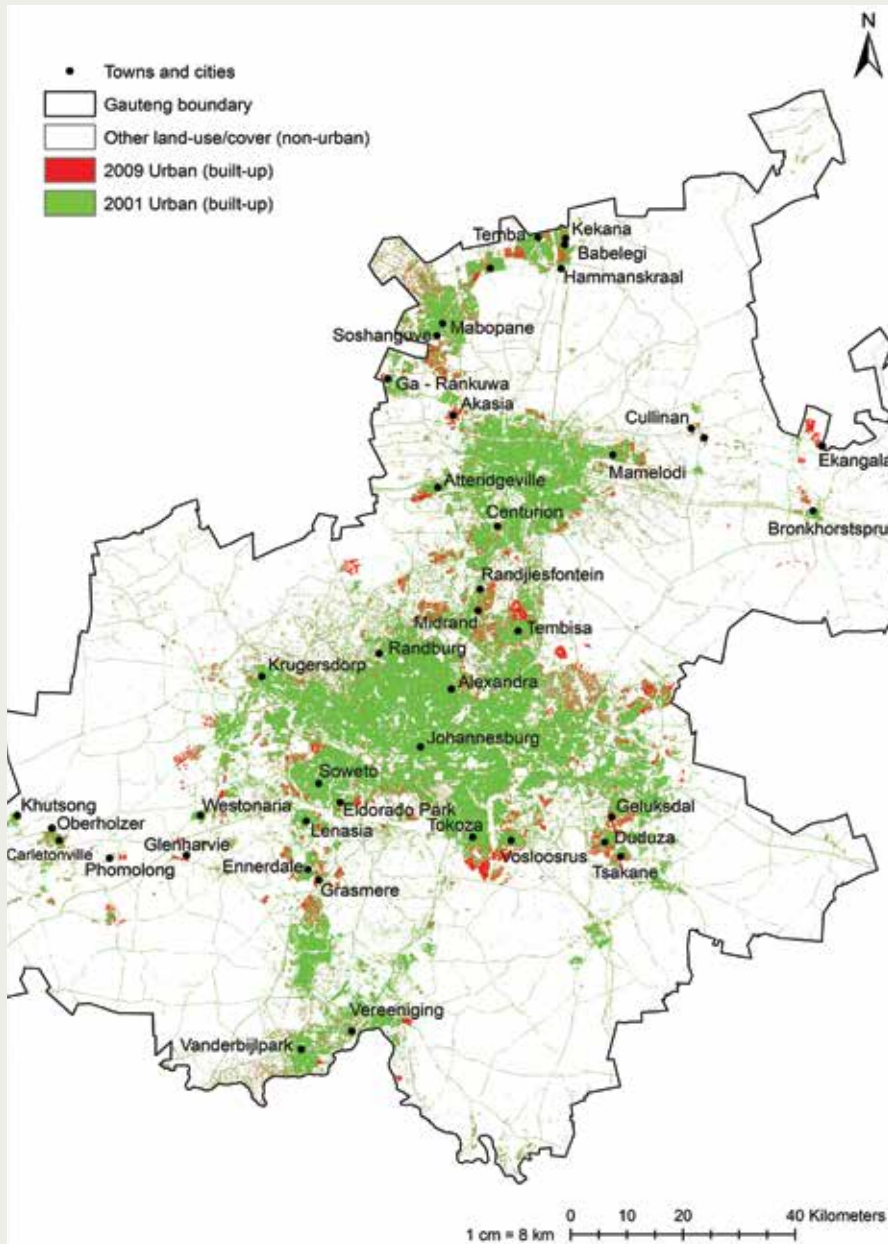 N
Towns and cities
Gauteng boundary
Other land-use/cover (non-urban)
2009 Urban (built-up)
2001 Urban (built-up)
Temba
Kekana
Babelegi
Hammanskraal
Mabopane
Soshanguve
Ga - Rankuwa
Akasia
Cullinan
Ekangala
Mamelodi
Atteridgeville
Bronkhorstsprui
Centurion
Randjiesfontein
Midrand
Tembisa
Randburg
Krugersdorp
Alexandra
Johannesburg
Soweto
Khutsong
Westonaria
Eldorado Park
Geluksdal
Oberholzer
Lenasia
Tokoza
Duduza
Carletonville
Glenharvie
Vosloosrus
Phomolong
Ennerdale
Tsakane
Grasmere
Vereeniging
Vanderbijlpark
0 10 20 40 Kilometers
1 cm = 8 km